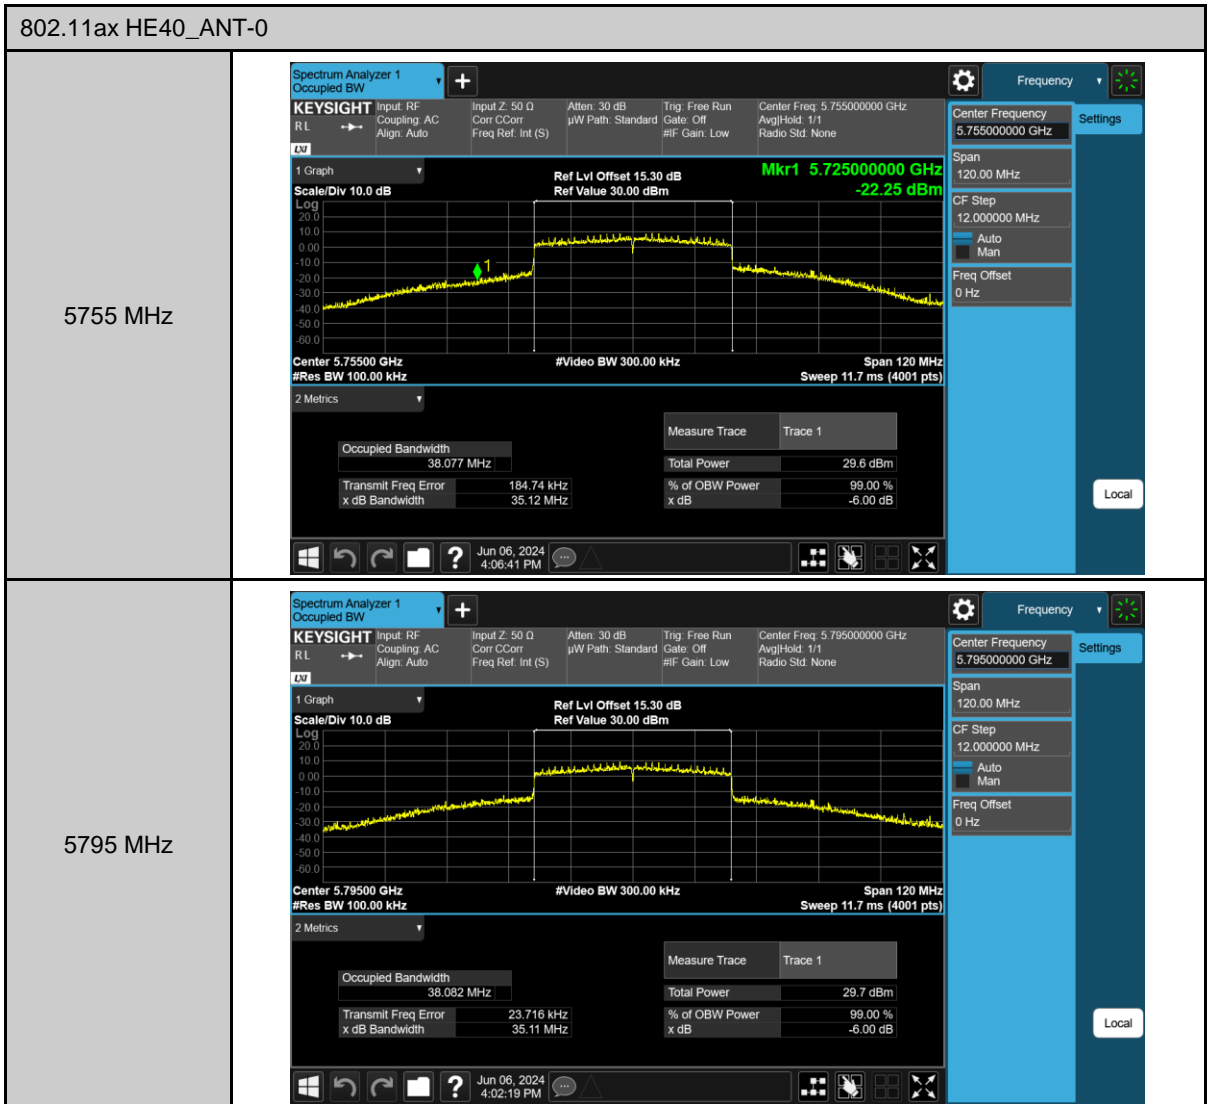 802.11ax HE40_ANT-0
5755 MHz
Spectrum Analyzer 1
Occupied BW
+
Frequency
KEYSIGHT
RL
LXI
Input: RF
Coupling: AC
Align: Auto
Input Z: 50 Ω
Corr CCorr
Freq Ref: Int (S)
Atten: 30 dB
µW Path: Standard
Trig: Free Run
Gate: Off
#IF Gain: Low
Center Freq: 5.755000000 GHz
Avg|Hold: 1/1
Radio Std: None
Center Frequency
5.755000000 GHz
Settings
Span
120.00 MHz
CF Step
12.000000 MHz
Auto
Man
Freq Offset
0 Hz
Local
1 Graph
Scale/Div 10.0 dB
Ref Lvl Offset 15.30 dB
Ref Value 30.00 dBm
Mkr1 5.725000000 GHz
-22.25 dBm
Log
20.0
10.0
0.00
-10.0
-20.0
-30.0
-40.0
-50.0
-60.0
1
Center 5.75500 GHz
#Video BW 300.00 kHz
Span 120 MHz
#Res BW 100.00 kHz
Sweep 11.7 ms (4001 pts)
2 Metrics
Measure Trace
Trace 1
Occupied Bandwidth
38.077 MHz
Total Power
29.6 dBm
Transmit Freq Error
184.74 kHz
% of OBW Power
99.00 %
x dB Bandwidth
35.12 MHz
x dB
-6.00 dB
?
Jun 06, 2024
4:06:41 PM
5795 MHz
Spectrum Analyzer 1
Occupied BW
+
Frequency
KEYSIGHT
RL
LXI
Input: RF
Coupling: AC
Align: Auto
Input Z: 50 Ω
Corr CCorr
Freq Ref: Int (S)
Atten: 30 dB
µW Path: Standard
Trig: Free Run
Gate: Off
#IF Gain: Low
Center Freq: 5.795000000 GHz
Avg|Hold: 1/1
Radio Std: None
Center Frequency
5.795000000 GHz
Settings
Span
120.00 MHz
CF Step
12.000000 MHz
Auto
Man
Freq Offset
0 Hz
Local
1 Graph
Scale/Div 10.0 dB
Ref Lvl Offset 15.30 dB
Ref Value 30.00 dBm
Log
20.0
10.0
0.00
-10.0
-20.0
-30.0
-40.0
-50.0
-60.0
Center 5.79500 GHz
#Video BW 300.00 kHz
Span 120 MHz
#Res BW 100.00 kHz
Sweep 11.7 ms (4001 pts)
2 Metrics
Measure Trace
Trace 1
Occupied Bandwidth
38.082 MHz
Total Power
29.7 dBm
Transmit Freq Error
23.716 kHz
% of OBW Power
99.00 %
x dB Bandwidth
35.11 MHz
x dB
-6.00 dB
?
Jun 06, 2024
4:02:19 PM